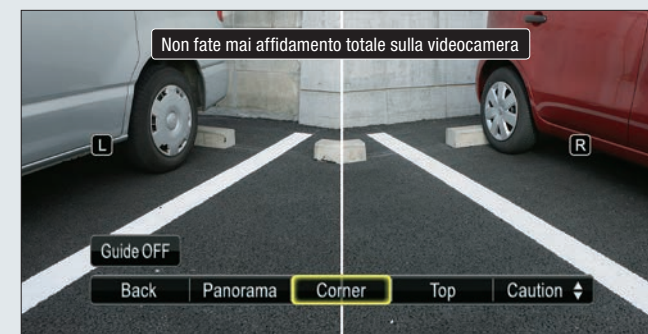 Non fate mai affidamento totale sulla videocamera
L R
Guide OFF
Back Panorama Corner Top Caution